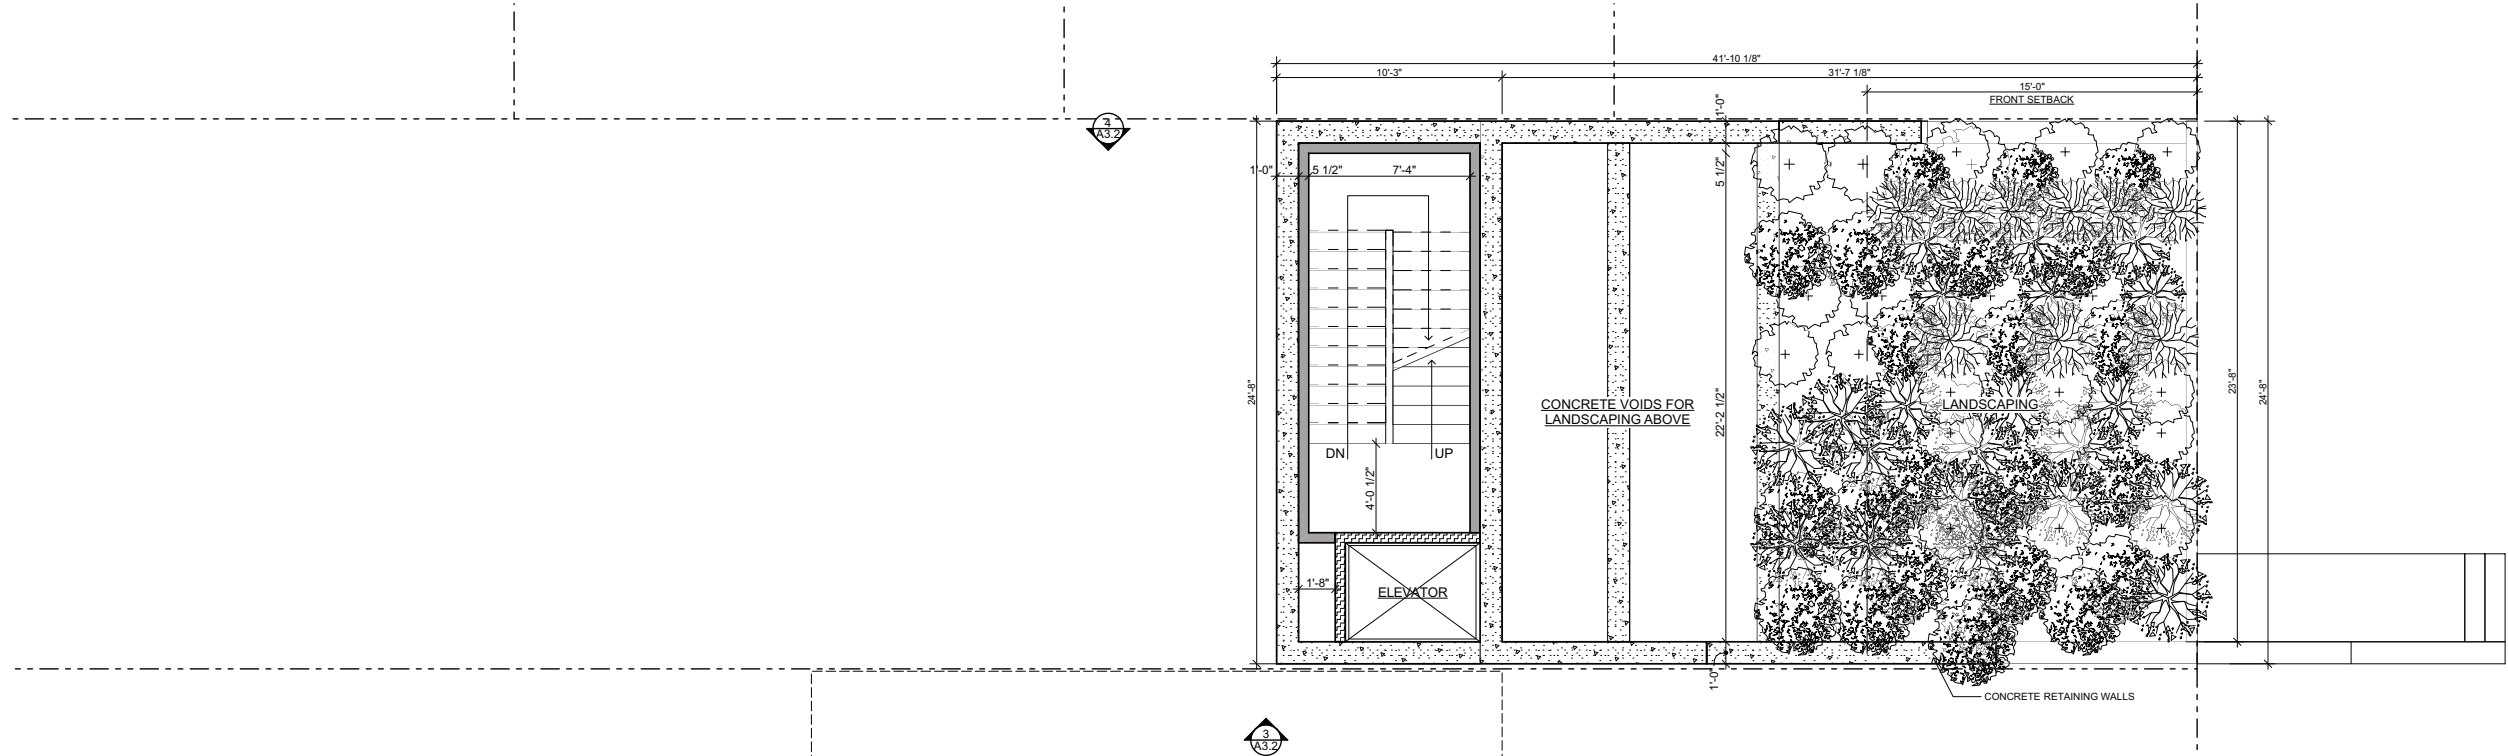 41'-10 1/8"
10'-3"
31'-7 1/8"
15'-0"
FRONT SETBACK
4
A3.2
1'-0"
1'-0"
5 1/2"
7'-4"
5 1/2"
24'-8"
23'-8"
24'-8"
CONCRETE VOIDS FOR
LANDSCAPING ABOVE
22'-2 1/2"
LANDSCAPING
DN
UP
4'-0 1/2"
1'-8"
ELEVATOR
1'-0"
CONCRETE RETAINING WALLS
3
A3.2